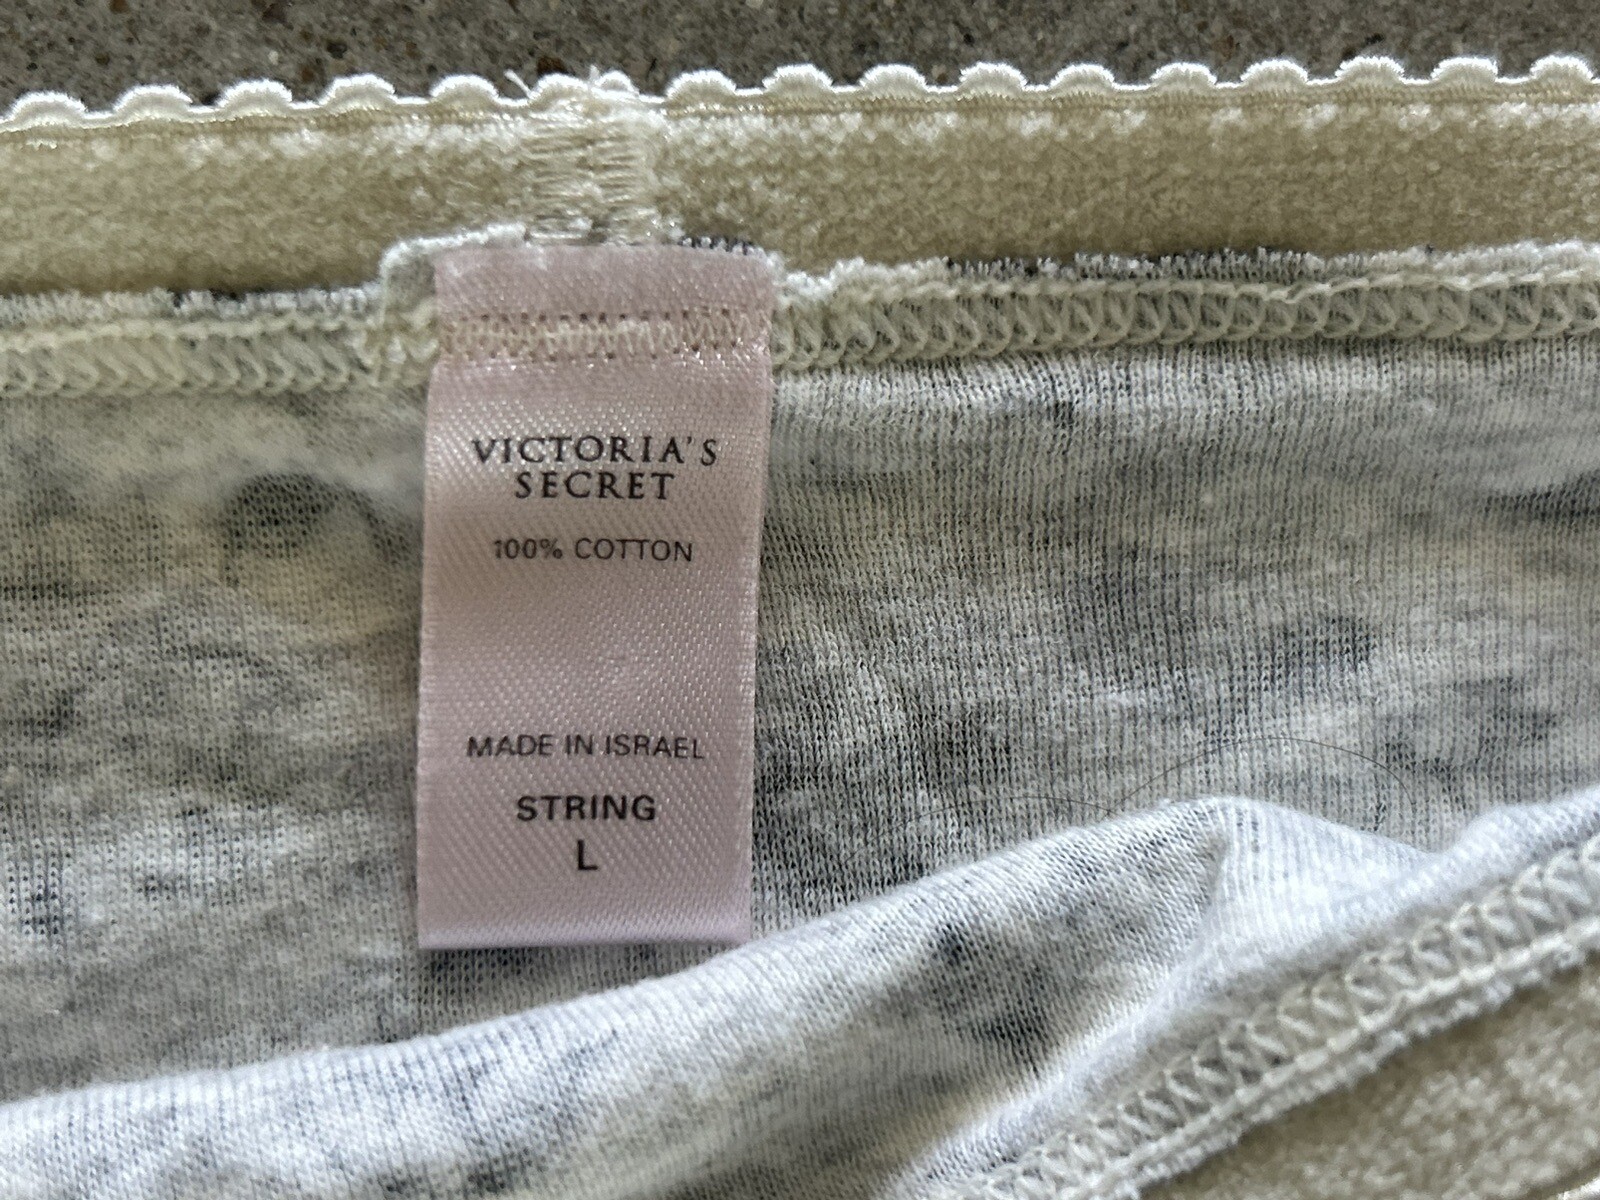 VICTORIA'S
SECRET
100% COTTON
MADE IN ISRAEL
STRING
L